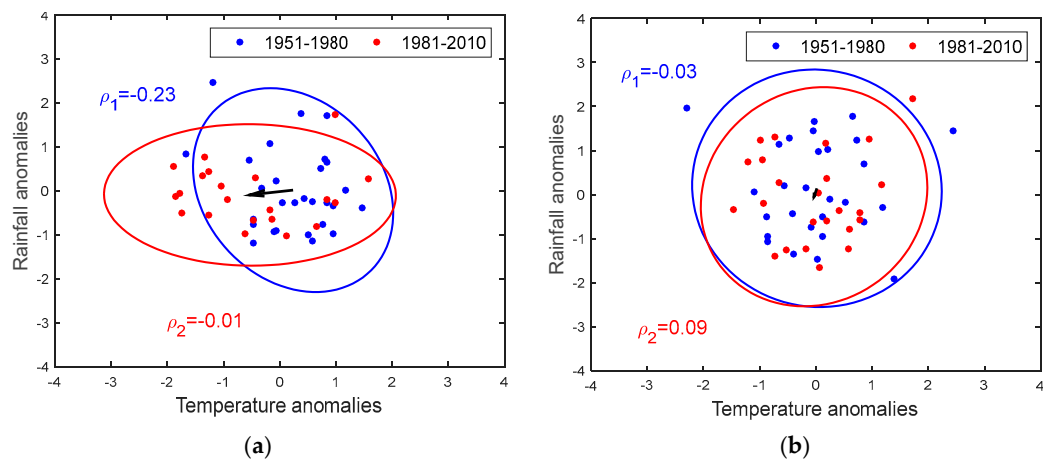 1951-1980 1981-2010
ρ1=-0.23
ρ2=-0.01
Rainfall anomalies
4
3
2
1
0
-1
-2
-3
-4
-4 -3 -2 -1 0 1 2 3 4
Temperature anomalies
(a)
1951-1980 1981-2010
ρ1=-0.03
ρ2=0.09
Rainfall anomalies
4
3
2
1
0
-1
-2
-3
-4
-4 -3 -2 -1 0 1 2 3 4
Temperature anomalies
(b)